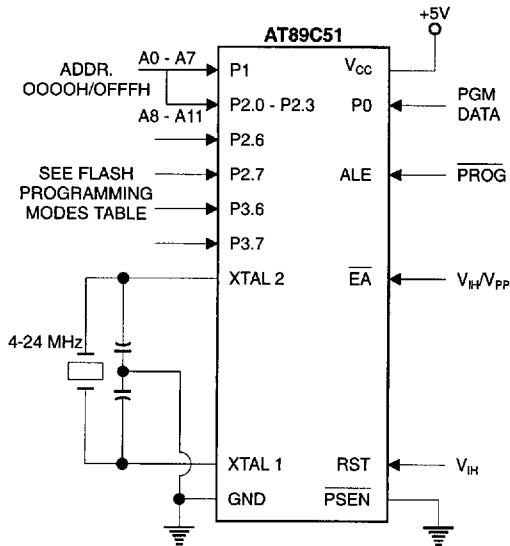 +5V
AT89C51
A0 - A7
ADDR.
OOOOH/OFFFH
A8 - A11
P1
VCC
P2.0 - P2.3
P0
PGM
DATA
P2.6
SEE FLASH
PROGRAMMING
MODES TABLE
P2.7
ALE
PROG
P3.6
P3.7
XTAL 2
EA
VIH/VPP
4-24 MHz
XTAL 1
RST
VIH
GND
PSEN